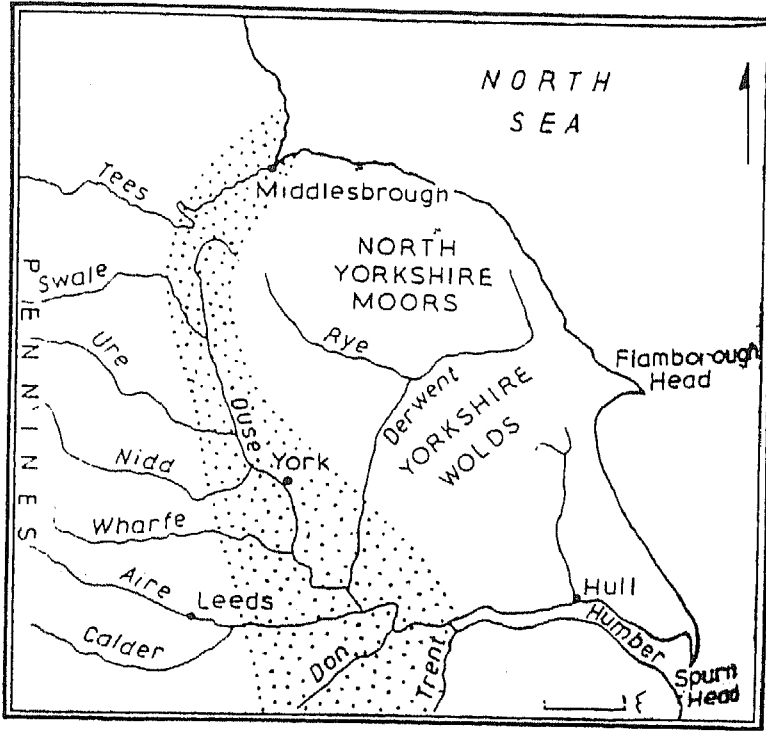 NORTH
SEA
Tees
Middlesbrough
NORTH
YORKSHIRE
MOORS
Swale
PENNINES
Ure
Rye
Flamborough
Head
Derwent
YORKSHIRE
WOLDS
Ouse
York
Nidd
Wharfe
Aire
Leeds
Hull
Humber
Calder
Don
Trent
Spurn
Head